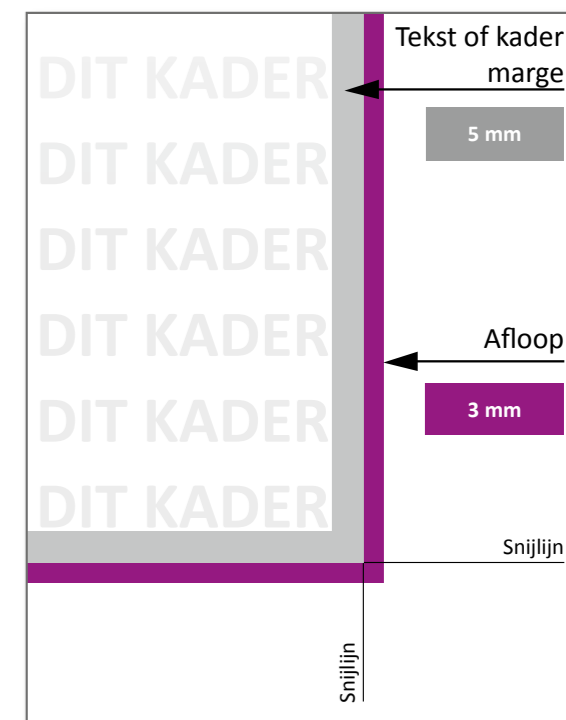 Tekst of kader
marge
5 mm
Afloop
3 mm
Snijlijn
Snijlijn
DIT KADER
DIT KADER
DIT KADER
DIT KADER
DIT KADER
DIT KADER